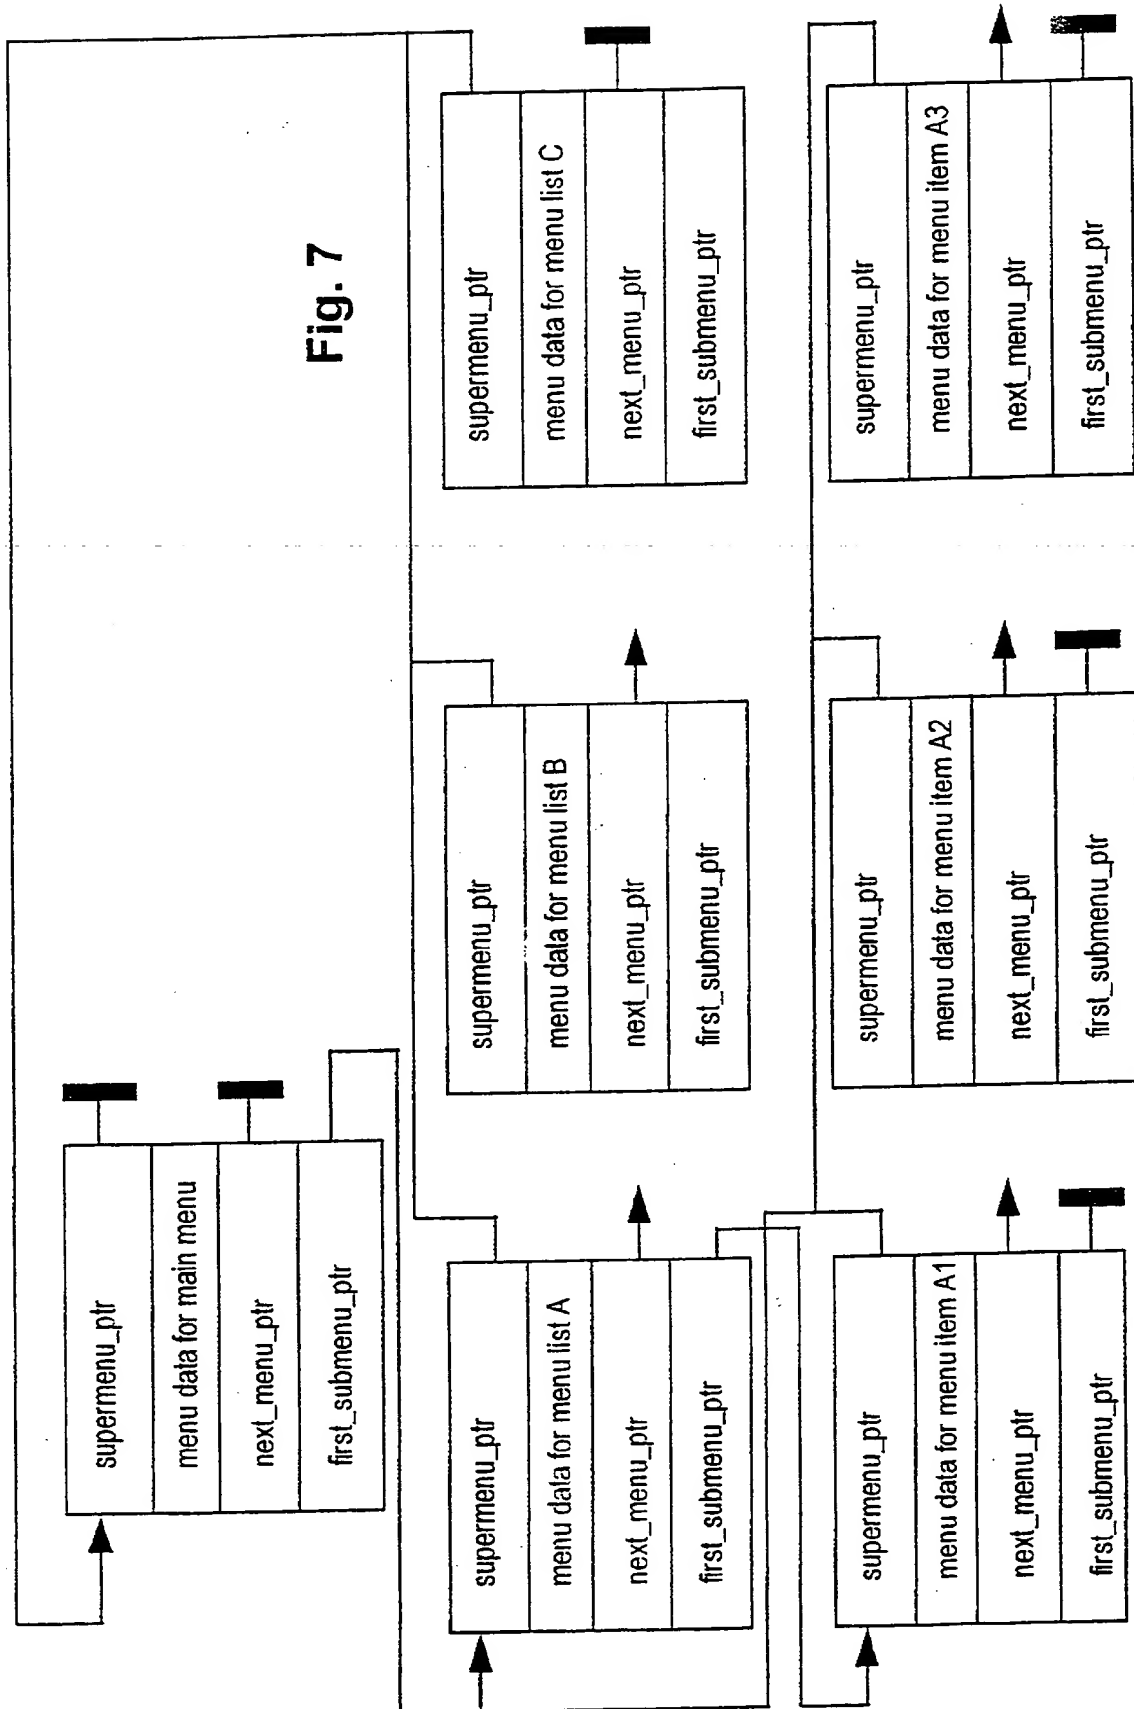 supermenu_ptr
menu data for main menu
next_menu_ptr
first_submenu_ptr
Fig. 7
supermenu_ptr
menu data for menu list A
next_menu_ptr
first_submenu_ptr
supermenu_ptr
menu data for menu list B
next_menu_ptr
first_submenu_ptr
supermenu_ptr
menu data for menu list C
next_menu_ptr
first_submenu_ptr
supermenu_ptr
menu data for menu item A1
next_menu_ptr
first_submenu_ptr
supermenu_ptr
menu data for menu item A2
next_menu_ptr
first_submenu_ptr
supermenu_ptr
menu data for menu item A3
next_menu_ptr
first_submenu_ptr